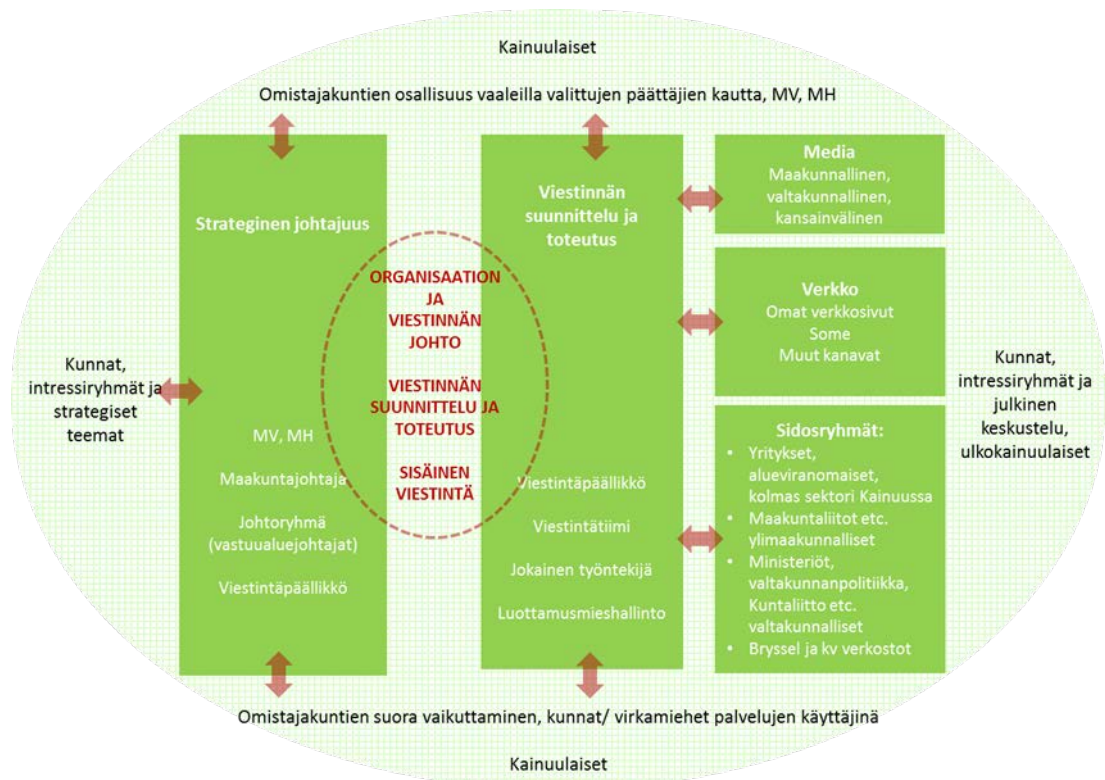 Kainuulaiset
Omistajakuntien osallisuus vaaleilla valittujen päättäjien kautta, MV, MH
Kunnat,
intressiryhmät ja
strategiset
teemat
Strateginen johtajuus
MV, MH
Maakuntajohtaja
Johtoryhmä
(vastuualuejohtajat)
Viestintäpäällikkö
ORGANISAATION
JA
VIESTINNÄN
JOHTO
VIESTINNÄN
SUUNNITTELU JA
TOTEUTUS
SISÄINEN
VIESTINTÄ
Viestinnän
suunnittelu ja
toteutus
Viestintäpäällikkö
Viestintätiimi
Jokainen työntekijä
Luottamusmieshallinto
Media
Maakunnallinen,
valtakunnallinen,
kansainvälinen
Verkko
Omat verkkosivut
Some
Muut kanavat
Sidosryhmät:
• Yritykset,
alueviranomaiset,
kolmas sektori Kainuussa
• Maakuntaliitot etc.
ylimaakunnalliset
• Ministeriöt,
valtakunnanpolitiikka,
Kuntaliitto etc.
valtakunnalliset
• Bryssel ja kv verkostot
Kunnat,
intressiryhmät ja
julkinen
keskustelu,
ulkokainuulaiset
Omistajakuntien suora vaikuttaminen, kunnat/ virkamiehet palvelujen käyttäjinä
Kainuulaiset